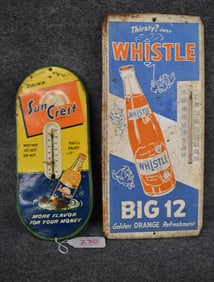 DRINK
Sun Crest
WHETHER
IT'S HOT
OR NOT
YOU'LL
ENJOY
MORE FLAVOR
FOR YOUR MONEY
Thirsty? Just
WHISTLE
WHISTLE
BIG 12
Golden ORANGE Refreshment